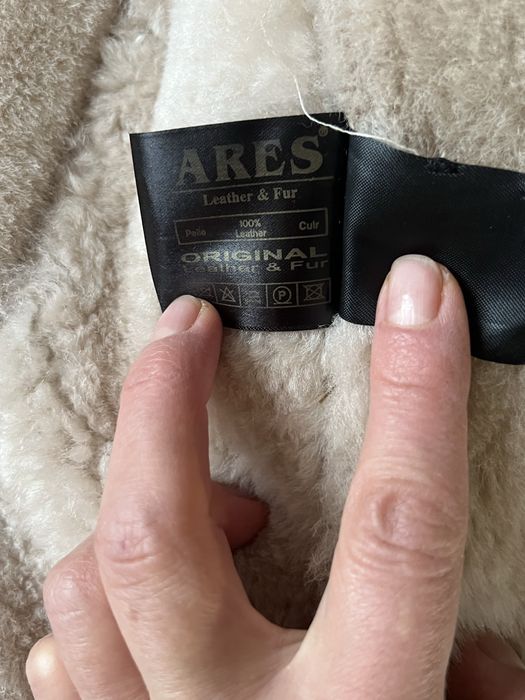 ARES®
Leather & Fur
Pelle 100% Leather Cuir
ORIGINAL
Leather & Fur
P